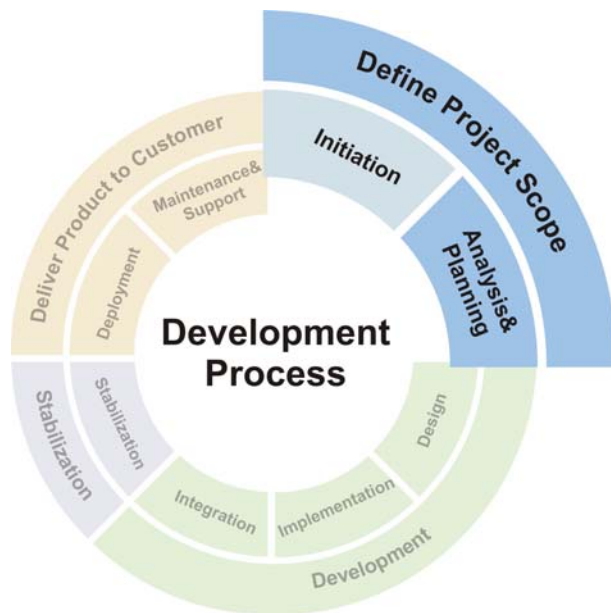 Define Project Scope
Initiation
Analysis&
Planning
Deliver Product to Customer
Maintenance&
Support
Deployment
Development
Process
Stabilization
Stabilization
Design
Integration
Implementation
Development